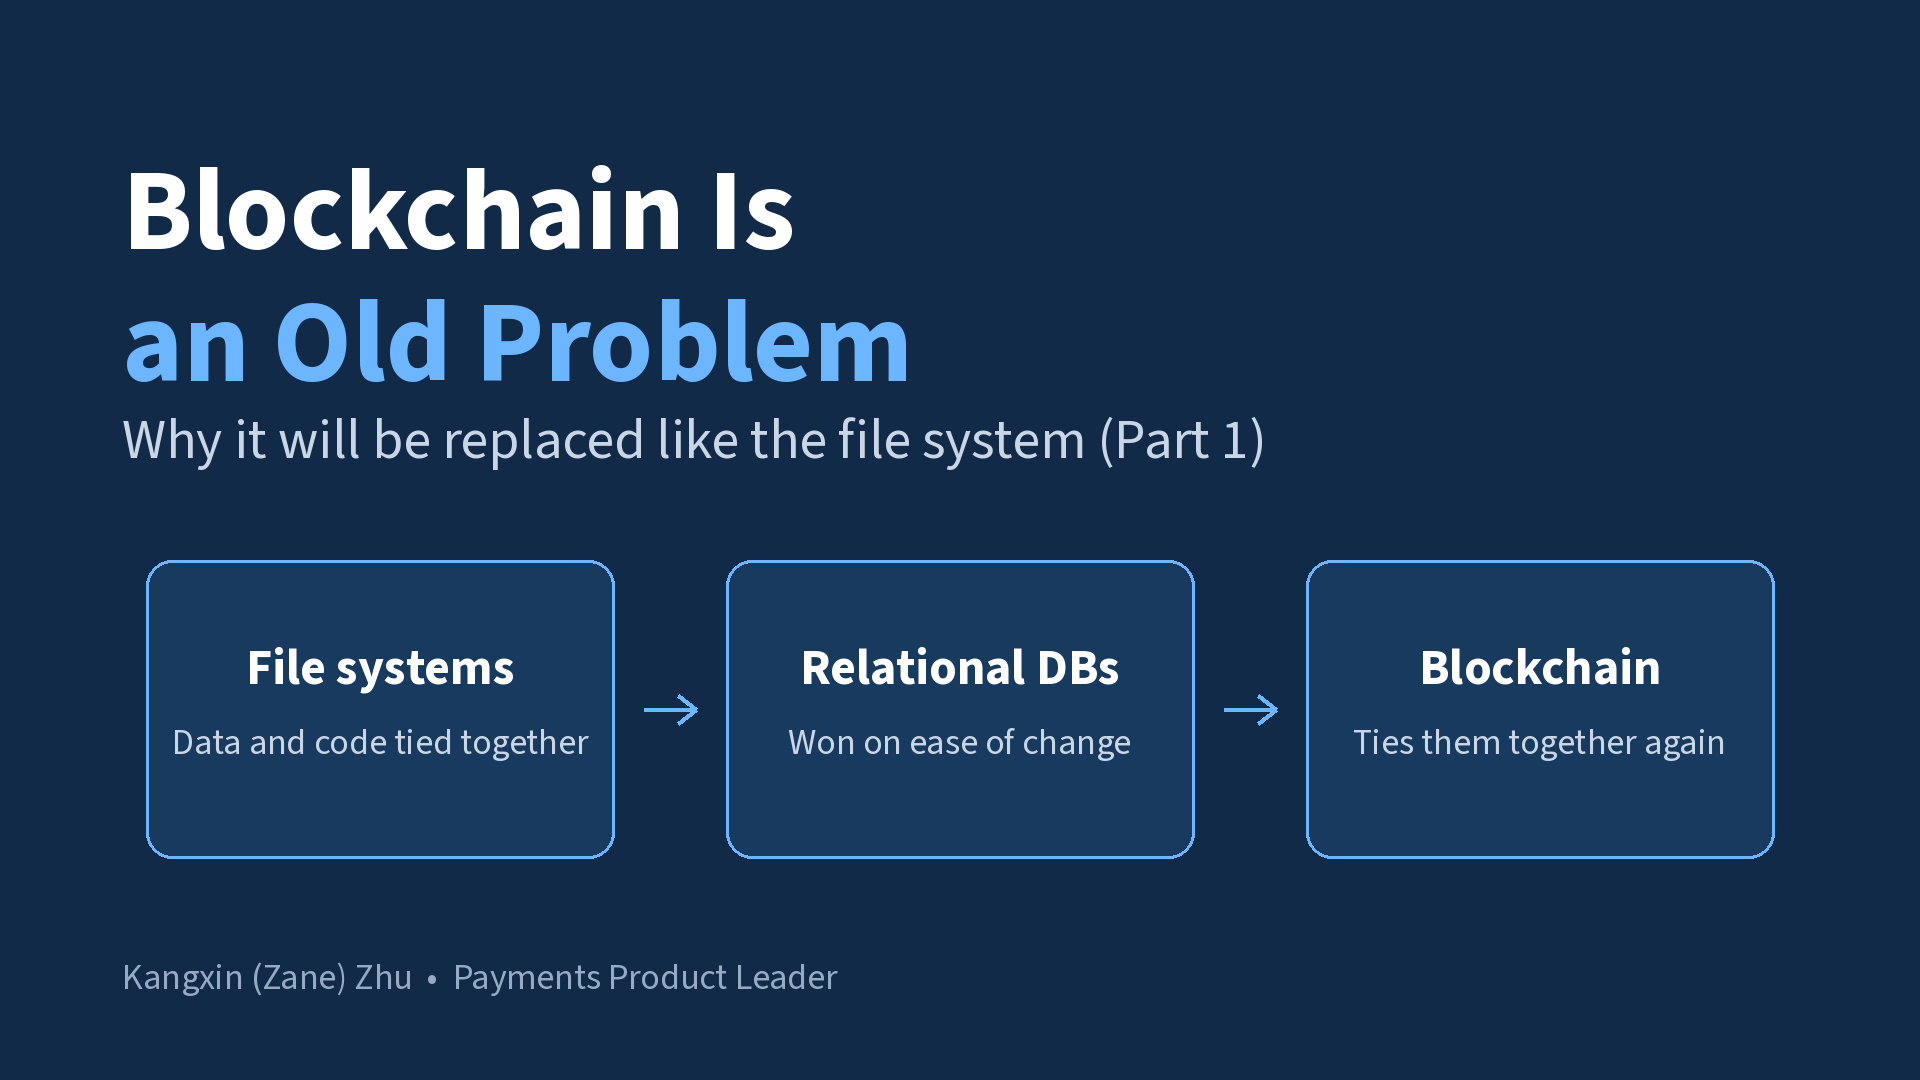 Blockchain Is
an Old Problem
Why it will be replaced like the file system (Part 1)
File systems
Data and code tied together
Relational DBs
Won on ease of change
Blockchain
Ties them together again
Kangxin (Zane) Zhu • Payments Product Leader